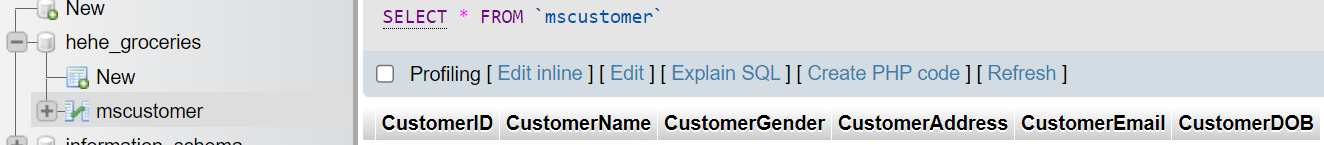 New
hehe_groceries
New
mscustomer
information_schema
SELECT * FROM `mscustomer`
Profiling [ Edit inline ] [ Edit ] [ Explain SQL ] [ Create PHP code ] [ Refresh ]
CustomerID CustomerName CustomerGender CustomerAddress CustomerEmail CustomerDOB